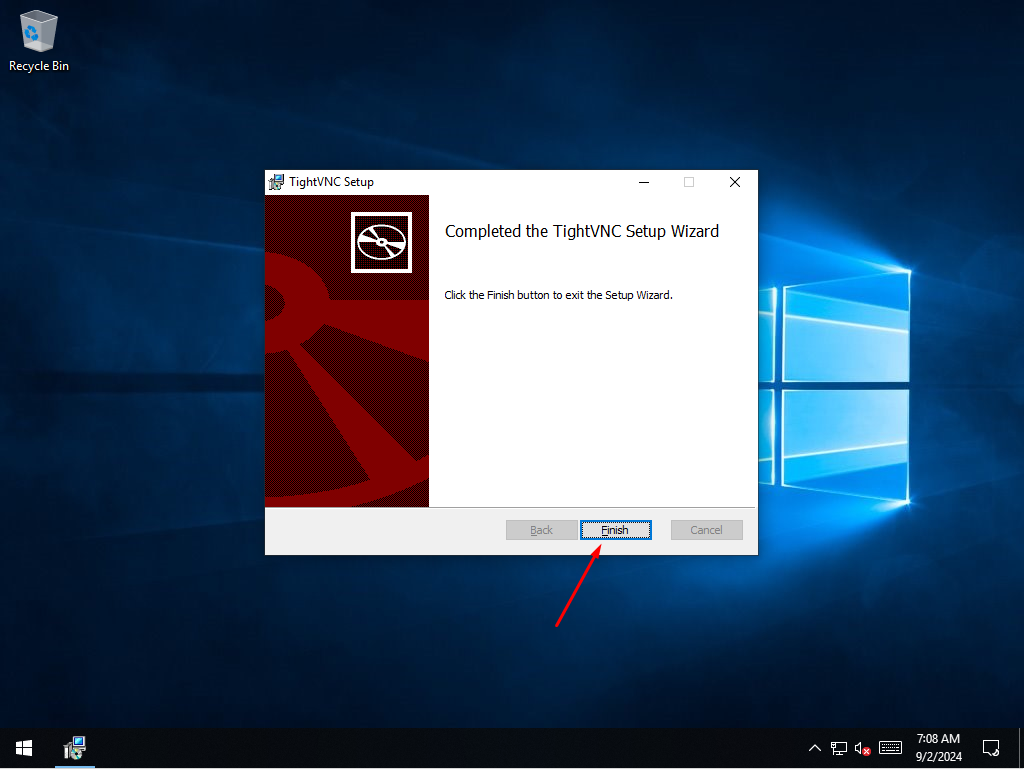 Recycle Bin
TightVNC Setup
Completed the TightVNC Setup Wizard
Click the Finish button to exit the Setup Wizard.
Back
Finish
Cancel
7:08 AM
9/2/2024